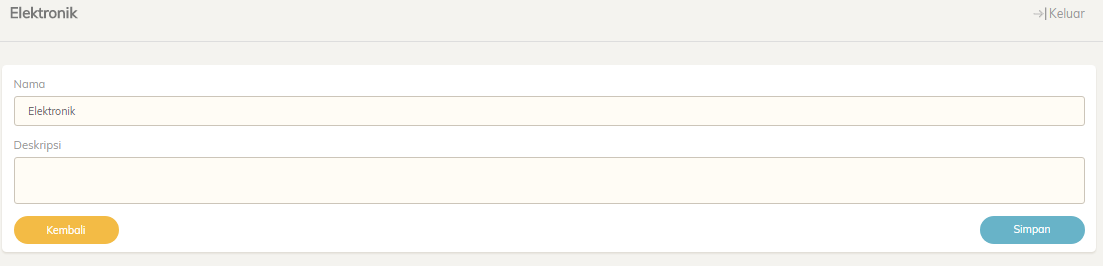 Elektronik
Keluar
Nama
Elektronik
Deskripsi
Kembali
Simpan